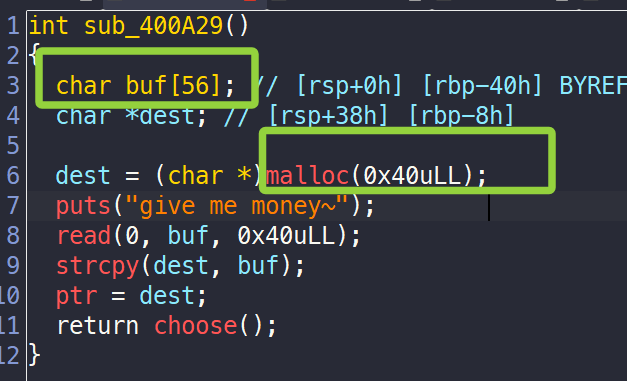 1 int sub_400A29()
2 {
3 char buf[56]; // [rsp+0h] [rbp-40h] BYREF
4 char *dest; // [rsp+38h] [rbp-8h]
5
6 dest = (char *)malloc(0x40uLL);
7 puts("give me money~");
8 read(0, buf, 0x40uLL);
9 strcpy(dest, buf);
10 ptr = dest;
11 return choose();
12 }